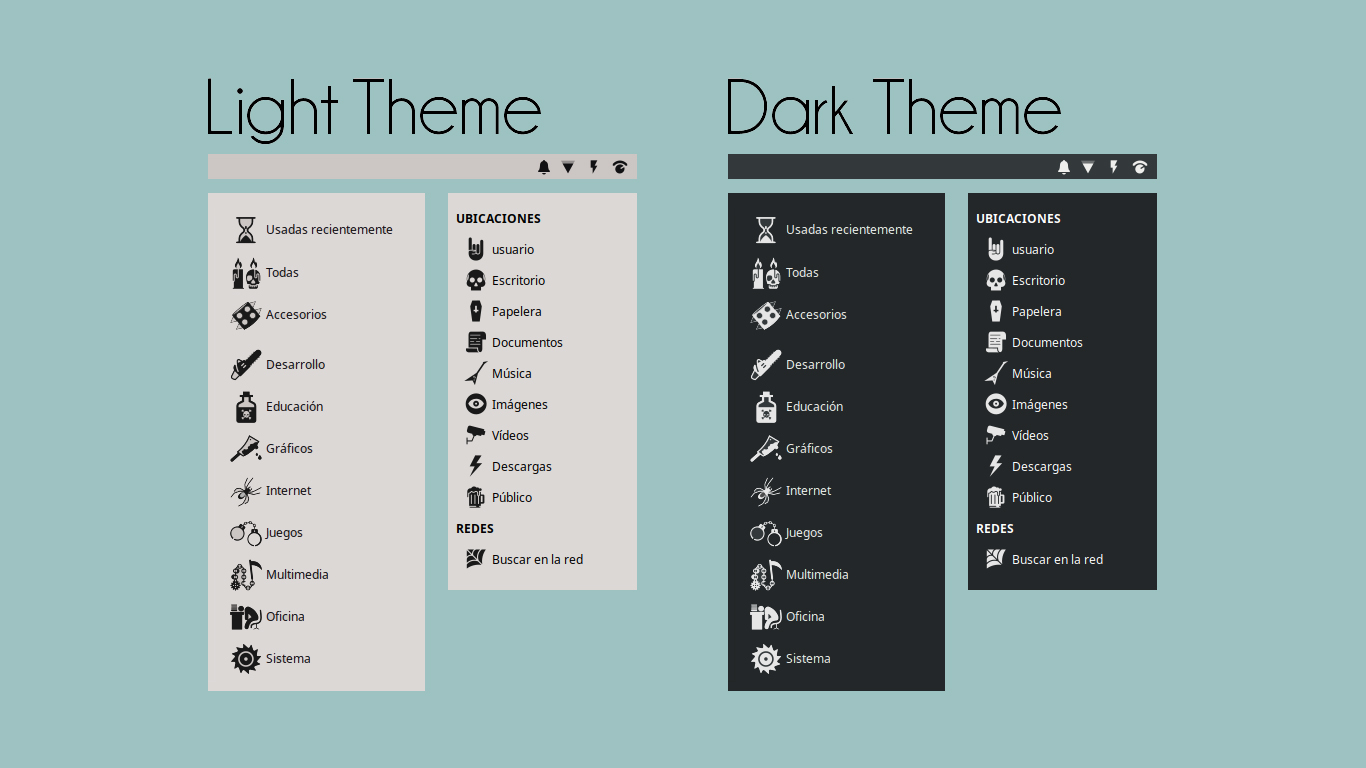 Light Theme
Usadas recientemente
Todas
Accesorios
Desarrollo
Educación
Gráficos
Internet
Juegos
Multimedia
Oficina
Sistema
UBICACIONES
usuario
Escritorio
Papelera
Documentos
Música
Imágenes
Vídeos
Descargas
Público
REDES
Buscar en la red
Dark Theme
Usadas recientemente
Todas
Accesorios
Desarrollo
Educación
Gráficos
Internet
Juegos
Multimedia
Oficina
Sistema
UBICACIONES
usuario
Escritorio
Papelera
Documentos
Música
Imágenes
Vídeos
Descargas
Público
REDES
Buscar en la red